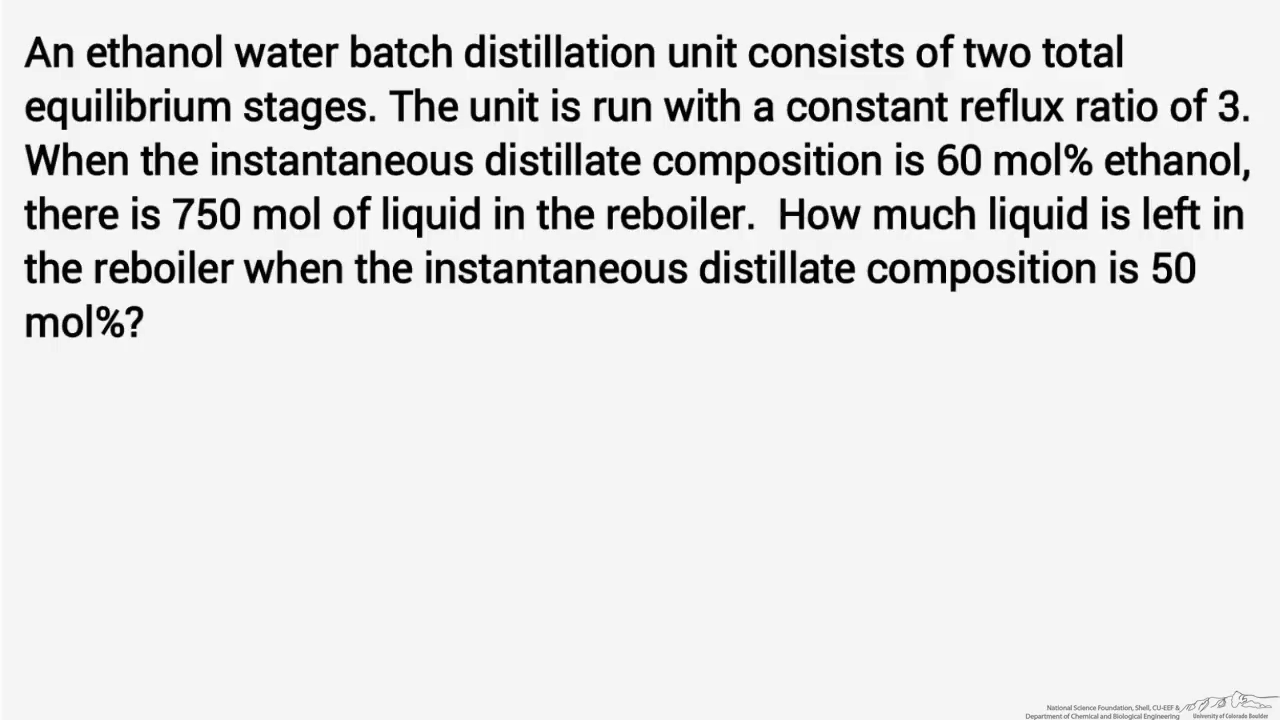 An ethanol water batch distillation unit consists of two total
equilibrium stages. The unit is run with a constant reflux ratio of 3.
When the instantaneous distillate composition is 60 mol% ethanol,
there is 750 mol of liquid in the reboiler.  How much liquid is left in
the reboiler when the instantaneous distillate composition is 50
mol%?
National Science Foundation, Shell, CU-EEF &
Department of Chemical and Biological Engineering
University of Colorado Boulder